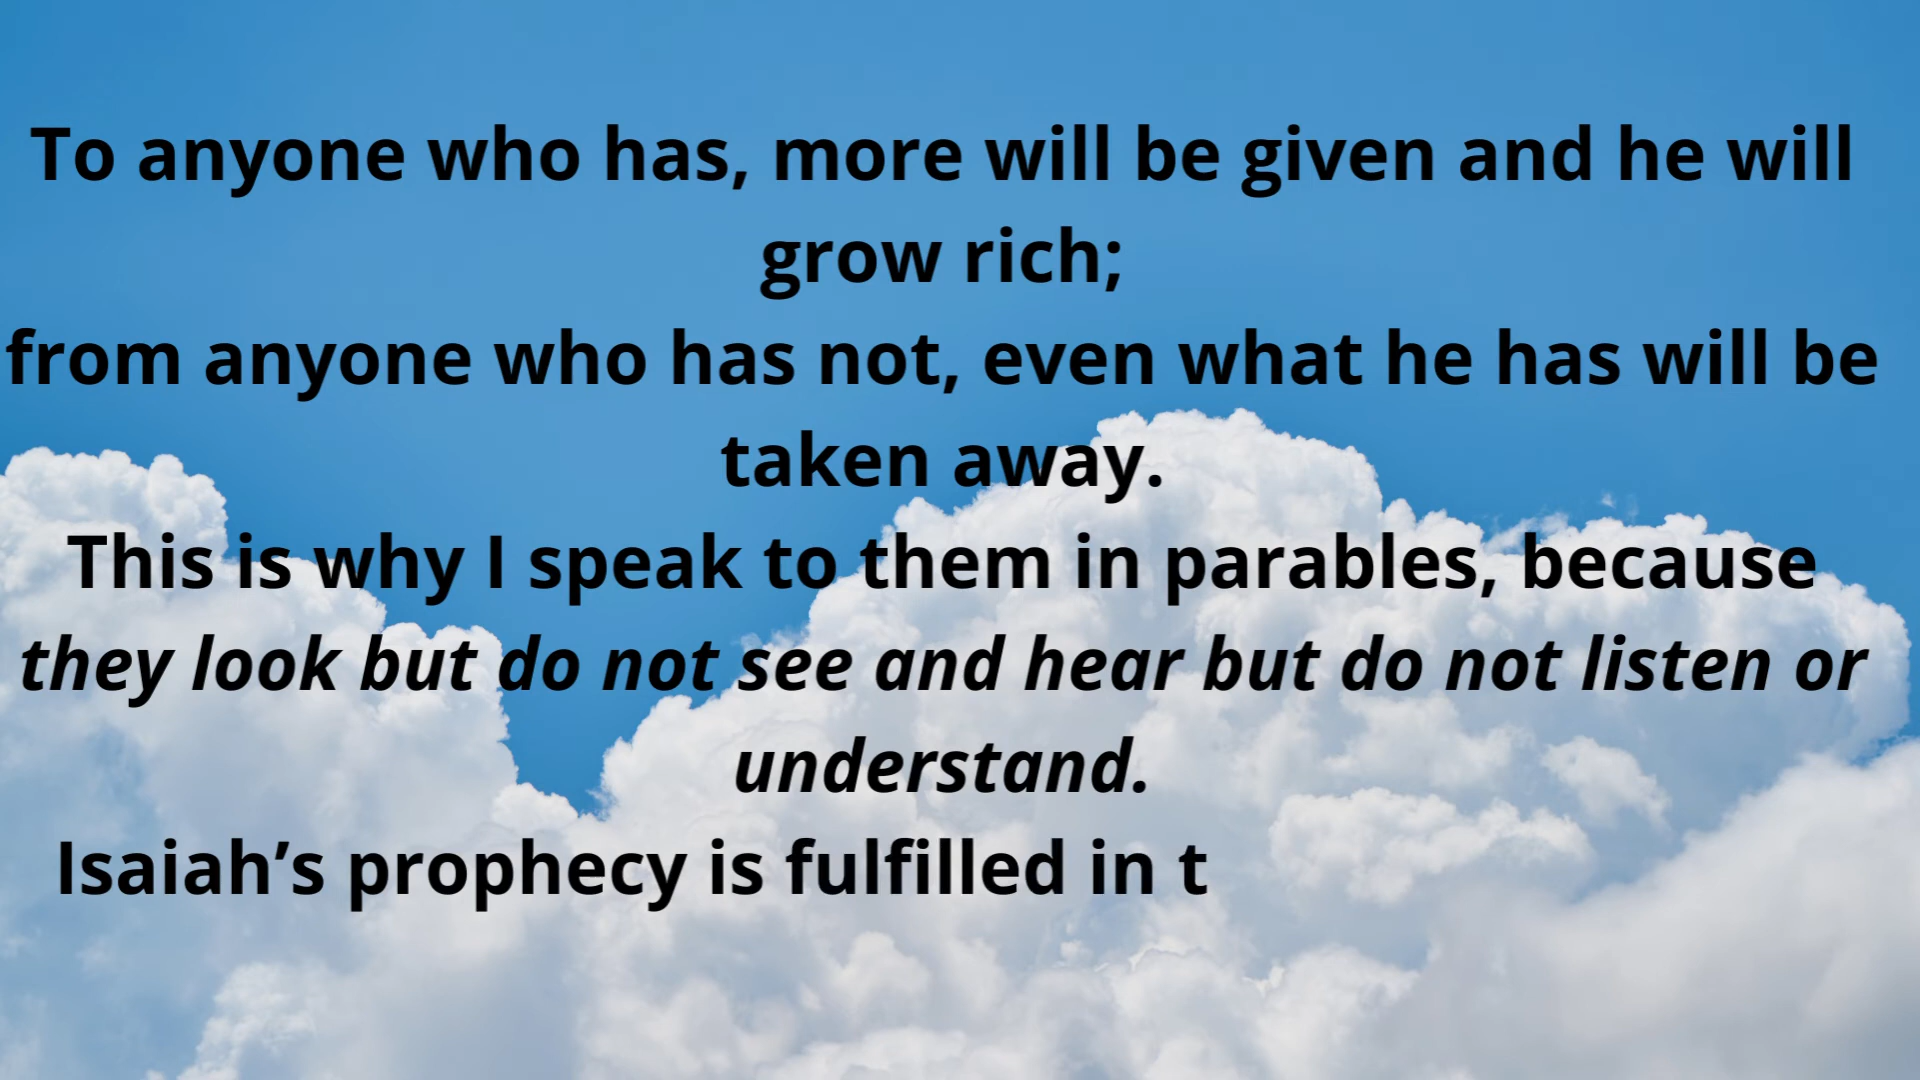 To anyone who has, more will be given and he will
grow rich;
from anyone who has not, even what he has will be
taken away.
This is why I speak to them in parables, because
they look but do not see and hear but do not listen or
understand.
Isaiah’s prophecy is fulfilled in t